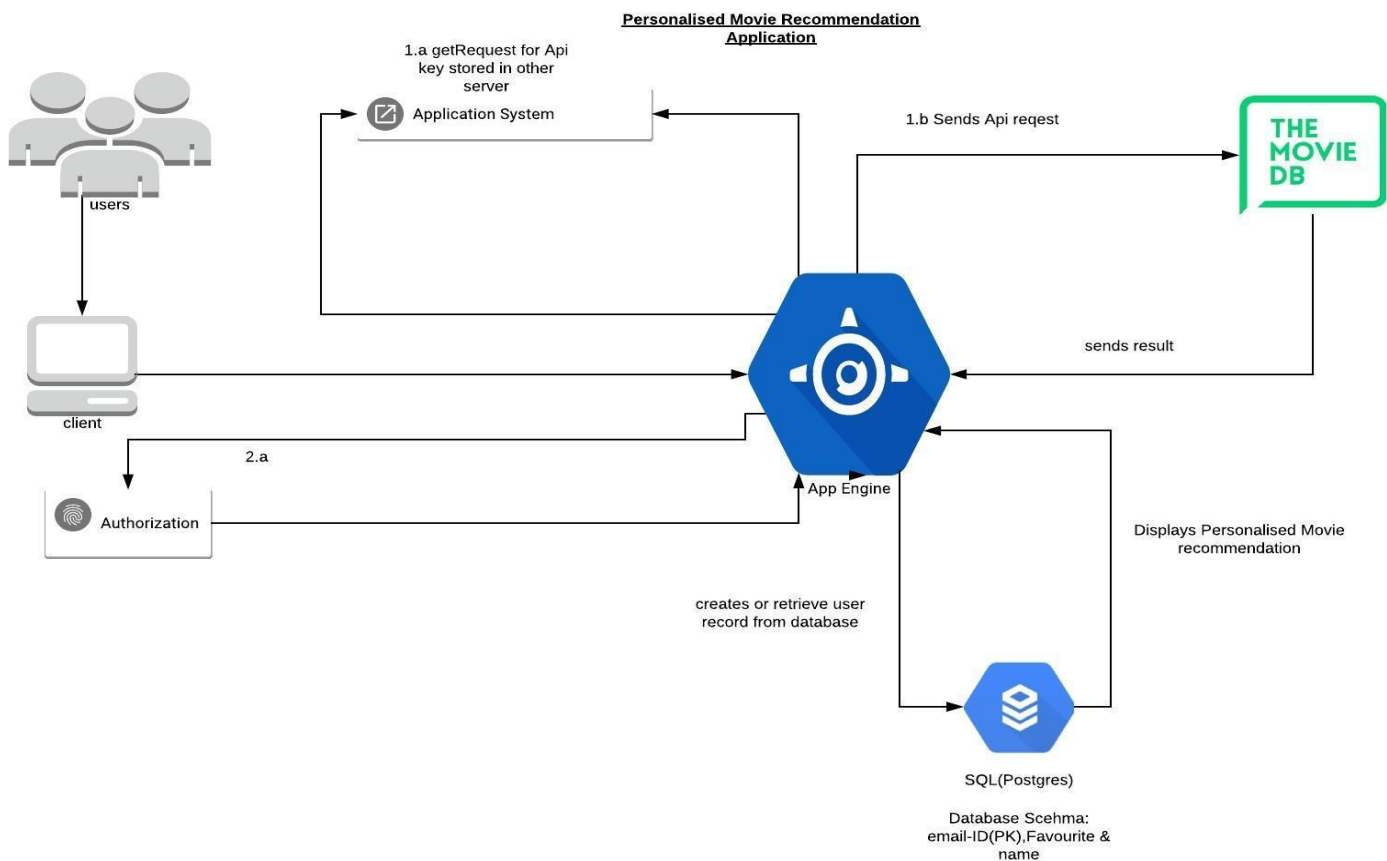 Personalised Movie Recommendation
Application
1.a getRequest for Api
key stored in other
server
Application System
1.b Sends Api reqest
THE
MOVIE
DB
users
sends result
client
2.a
App Engine
Authorization
Displays Personalised Movie
recommendation
creates or retrieve user
record from database
SQL(Postgres)
Database Scehma:
email-ID(PK),Favourite &
name